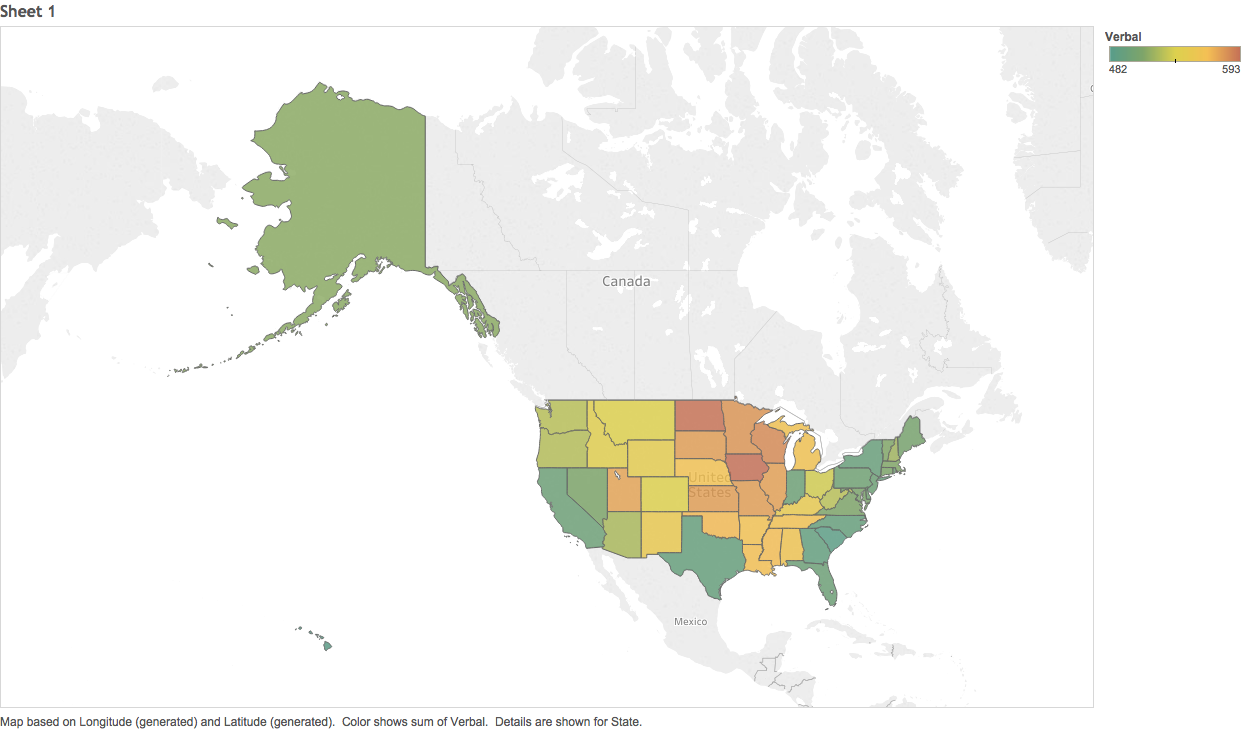 Sheet 1
Verbal
482 593
Canada
United
States
Mexico
Map based on Longitude (generated) and Latitude (generated). Color shows sum of Verbal. Details are shown for State.